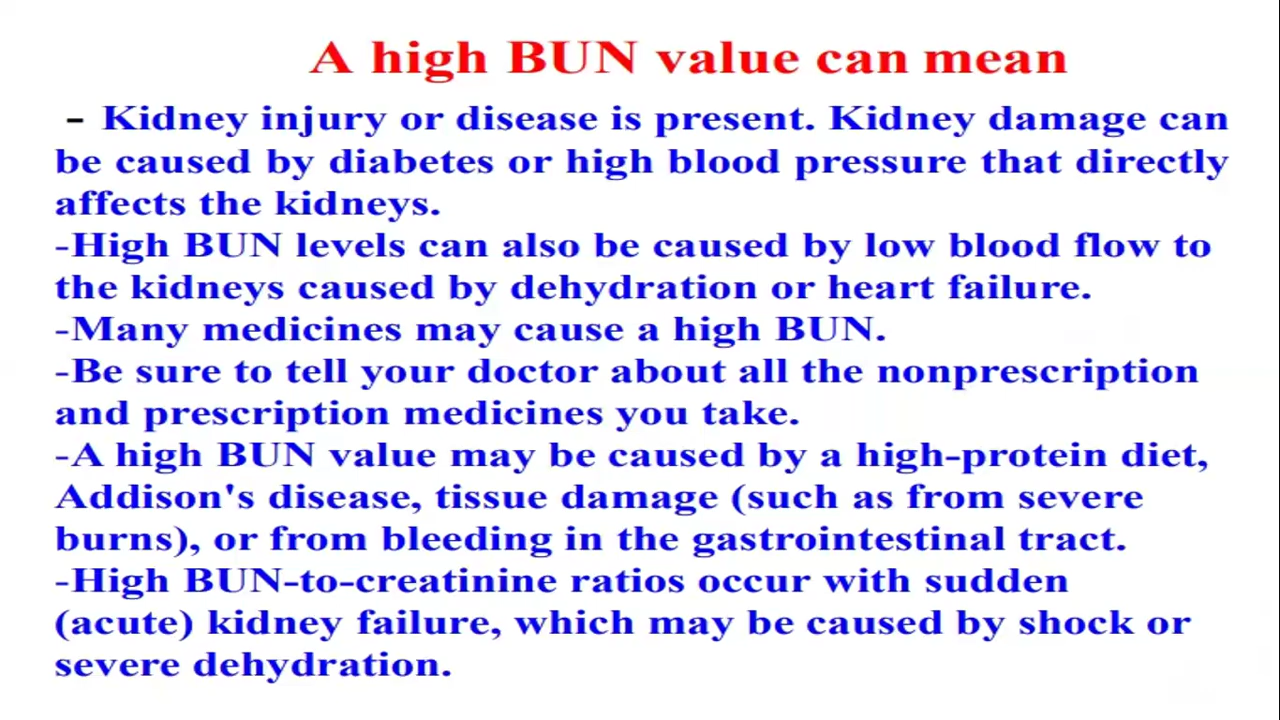 A high BUN value can mean
- Kidney injury or disease is present. Kidney damage can
be caused by diabetes or high blood pressure that directly
affects the kidneys.
-High BUN levels can also be caused by low blood flow to
the kidneys caused by dehydration or heart failure.
-Many medicines may cause a high BUN.
-Be sure to tell your doctor about all the nonprescription
and prescription medicines you take.
-A high BUN value may be caused by a high-protein diet,
Addison's disease, tissue damage (such as from severe
burns), or from bleeding in the gastrointestinal tract.
-High BUN-to-creatinine ratios occur with sudden
(acute) kidney failure, which may be caused by shock or
severe dehydration.